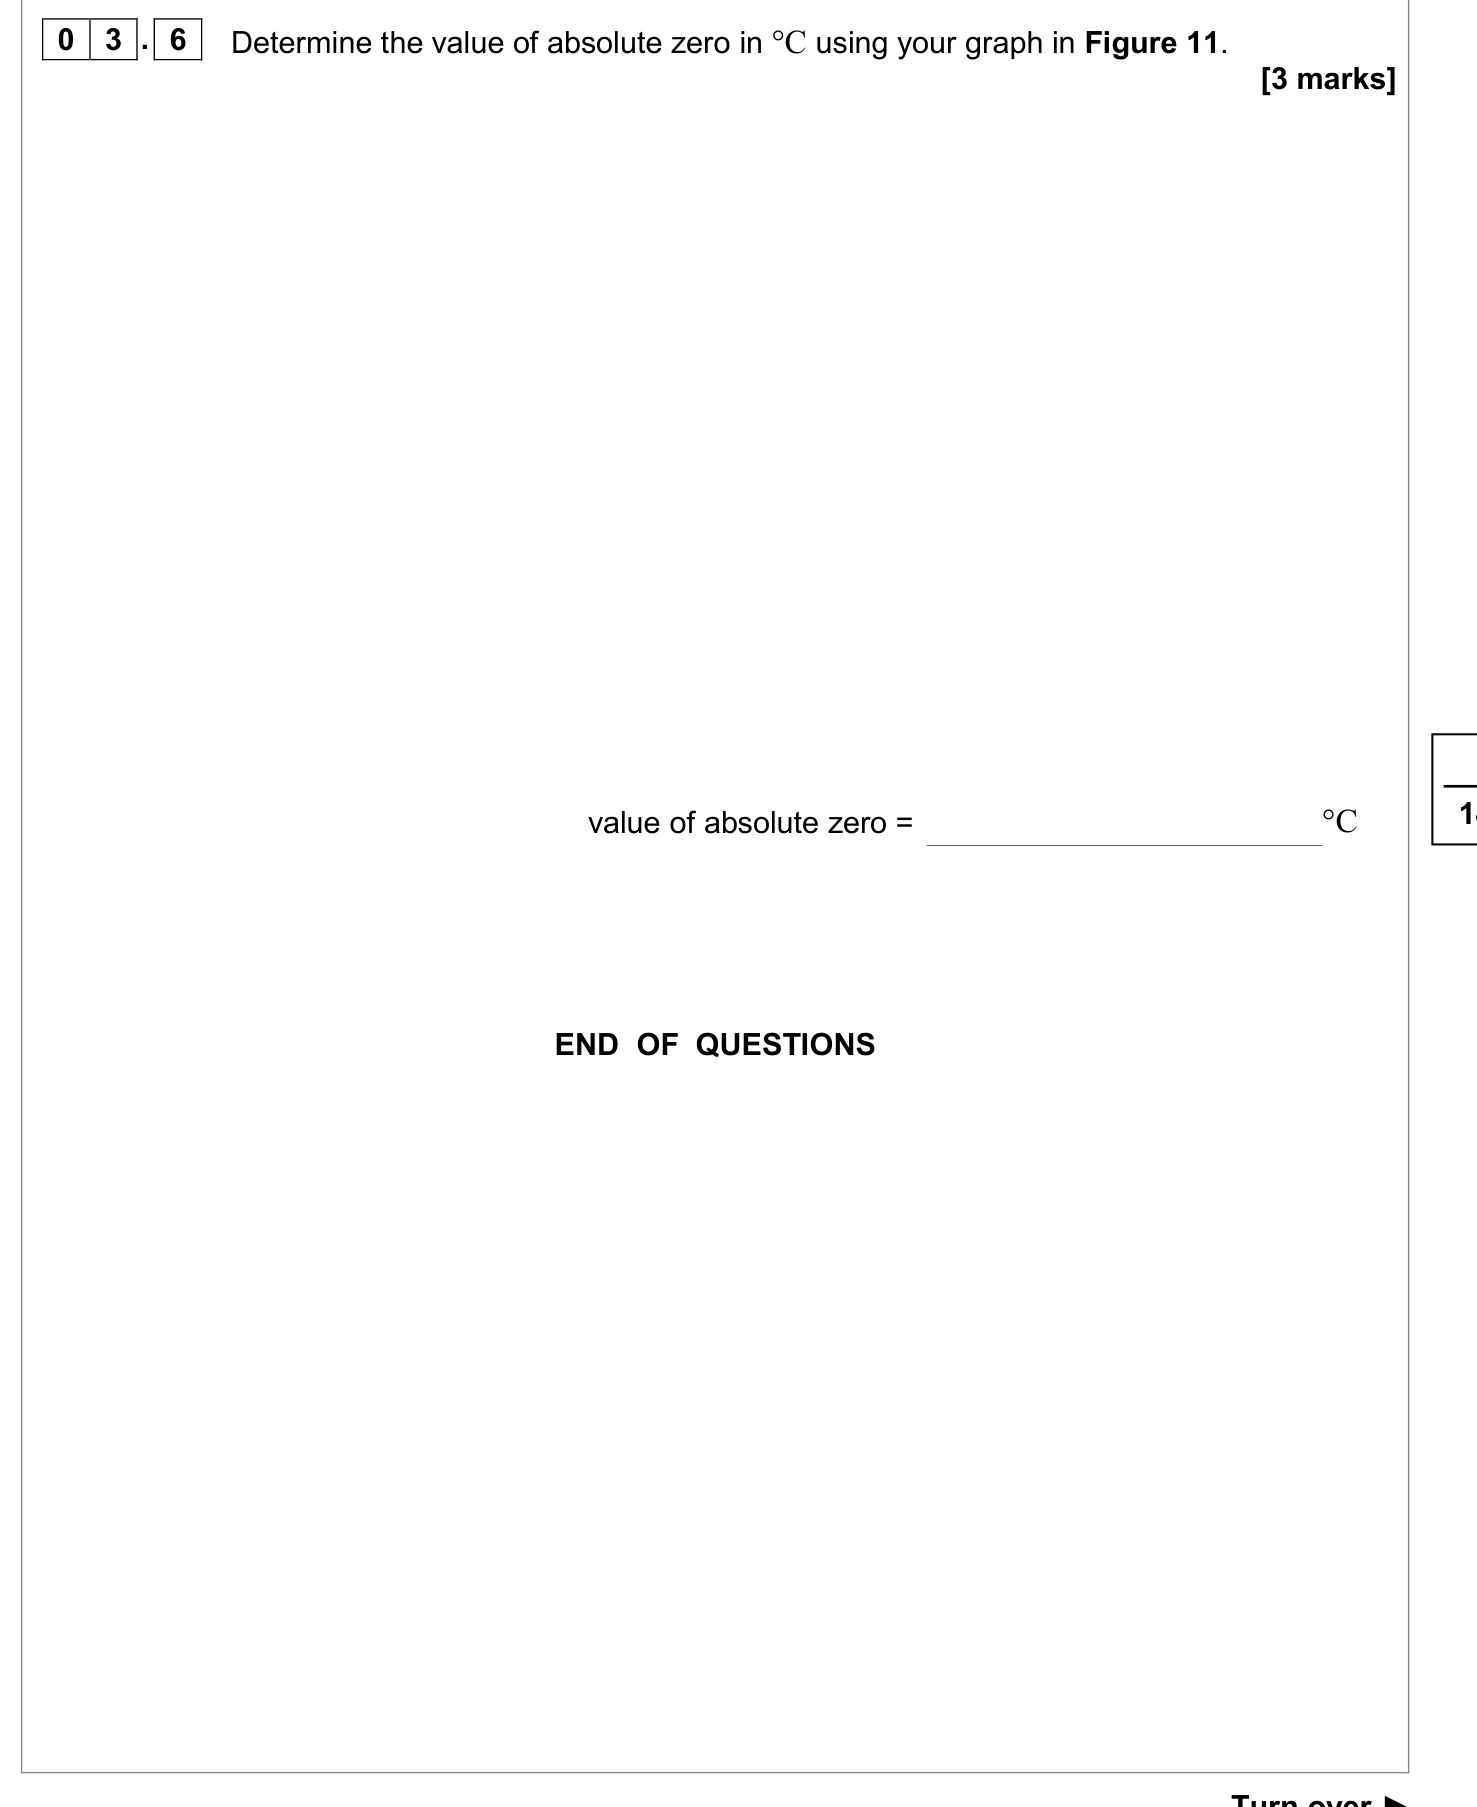 0 3 . 6 Determine the value of absolute zero in °C using your graph in Figure 11.
[3 marks]
value of absolute zero = °C
END OF QUESTIONS
Turn over ►